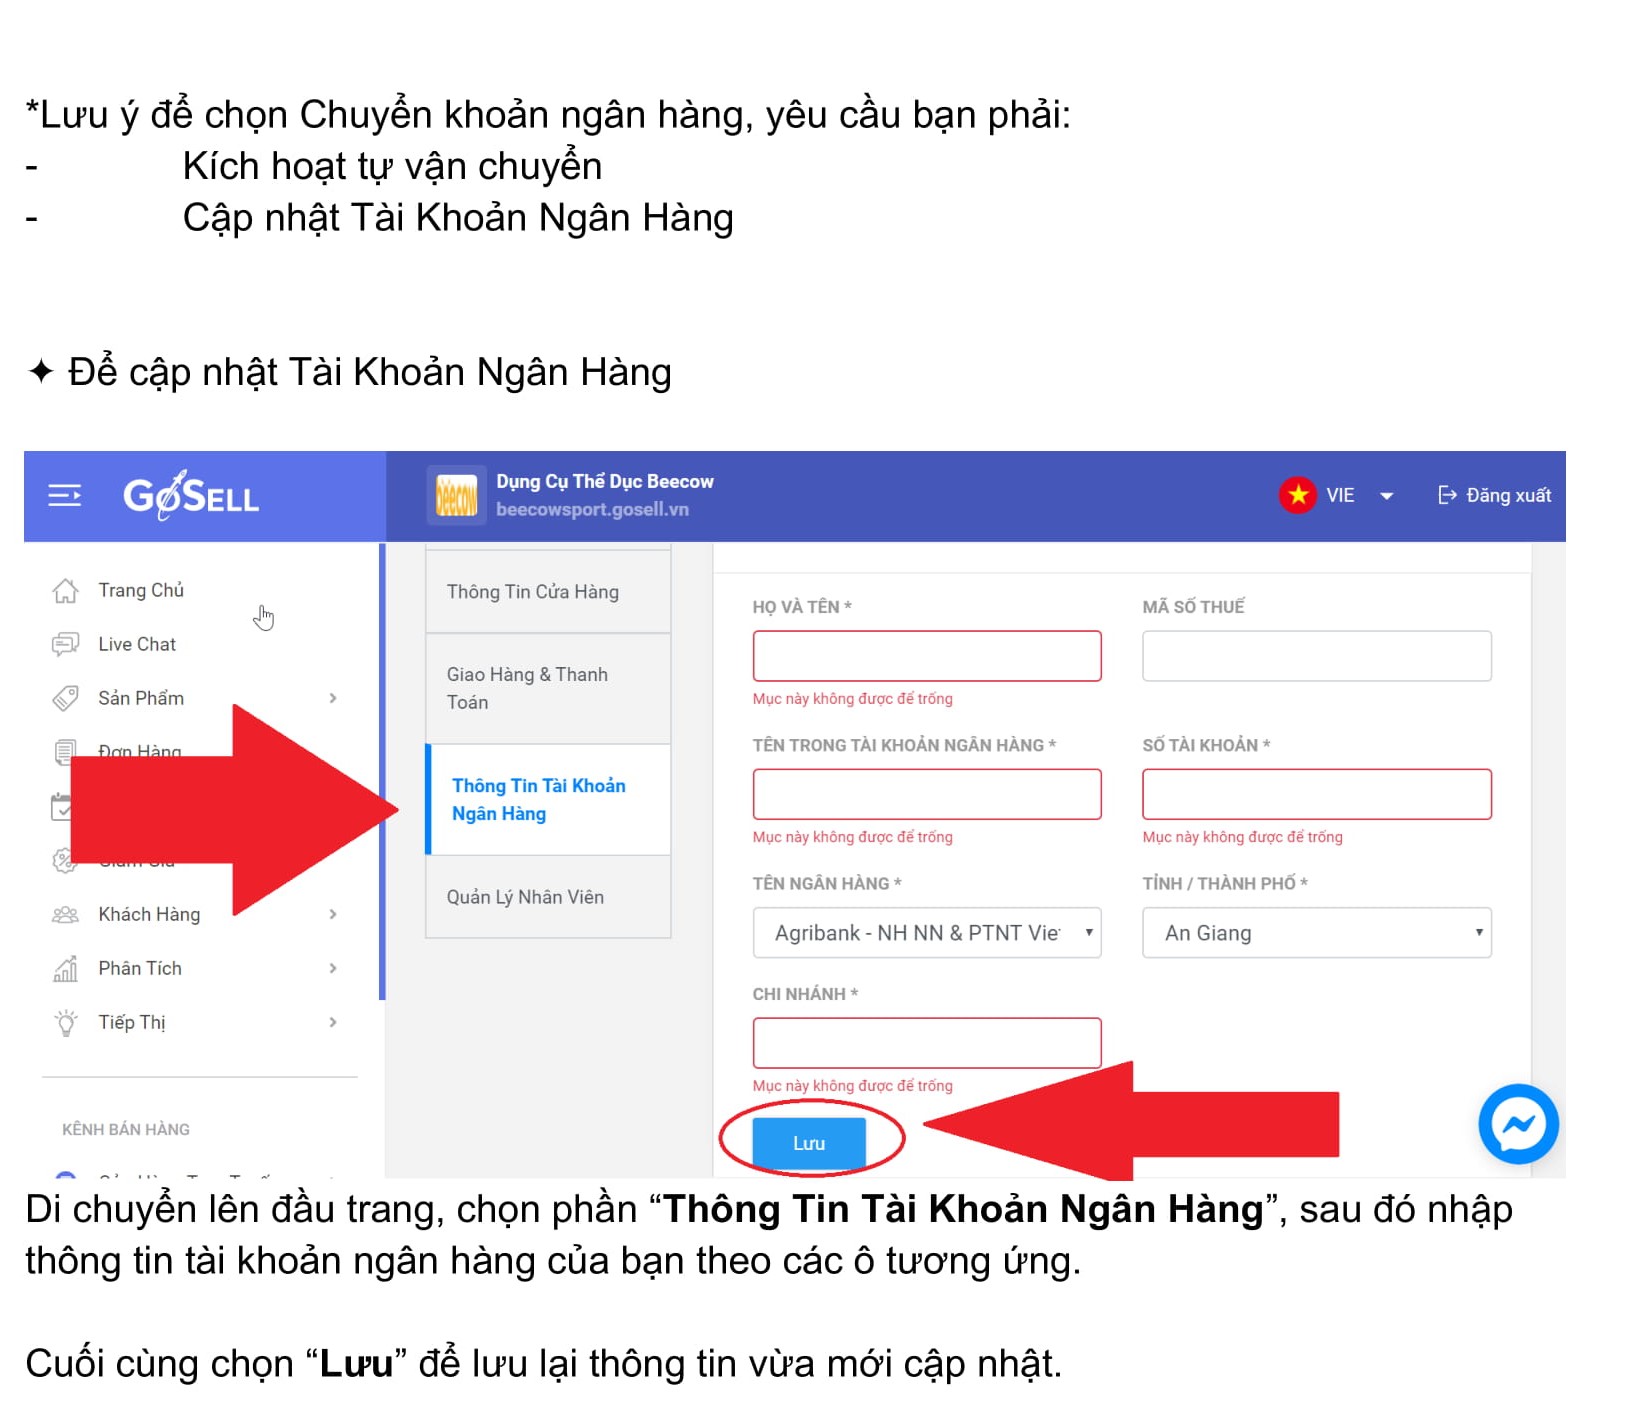 *Lưu ý để chọn Chuyển khoản ngân hàng, yêu cầu bạn phải:
- Kích hoạt tự vận chuyển
- Cập nhật Tài Khoản Ngân Hàng
✦ Để cập nhật Tài Khoản Ngân Hàng
GOSELL
beecow
Dụng Cụ Thể Dục Beecow
beecowsport.gosell.vn
VIE
Đăng xuất
Trang Chủ
Live Chat
Sản Phẩm
Đơn Hàng
Khách Hàng
Phân Tích
Tiếp Thị
KÊNH BÁN HÀNG
Thông Tin Cửa Hàng
Giao Hàng & Thanh
Toán
Thông Tin Tài Khoản
Ngân Hàng
Quản Lý Nhân Viên
HỌ VÀ TÊN *
MÃ SỐ THUẾ
Mục này không được để trống
TÊN TRONG TÀI KHOẢN NGÂN HÀNG *
SỐ TÀI KHOẢN *
Mục này không được để trống
Mục này không được để trống
TÊN NGÂN HÀNG *
TỈNH / THÀNH PHỐ *
Agribank - NH NN & PTNT Vie
An Giang
CHI NHÁNH *
Mục này không được để trống
Lưu
Di chuyển lên đầu trang, chọn phần “Thông Tin Tài Khoản Ngân Hàng”, sau đó nhập
thông tin tài khoản ngân hàng của bạn theo các ô tương ứng.
Cuối cùng chọn “Lưu” để lưu lại thông tin vừa mới cập nhật.